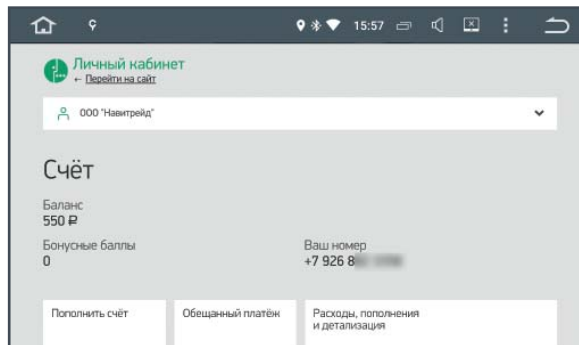 15:57
Личный кабинет
← Перейти на сайт
ООО "Навитрейд"
Счёт
Баланс
550 ₽
Бонусные баллы
0
Ваш номер
+7 926 8
Пополнить счёт
Обещанный платёж
Расходы, пополнения
и детализация